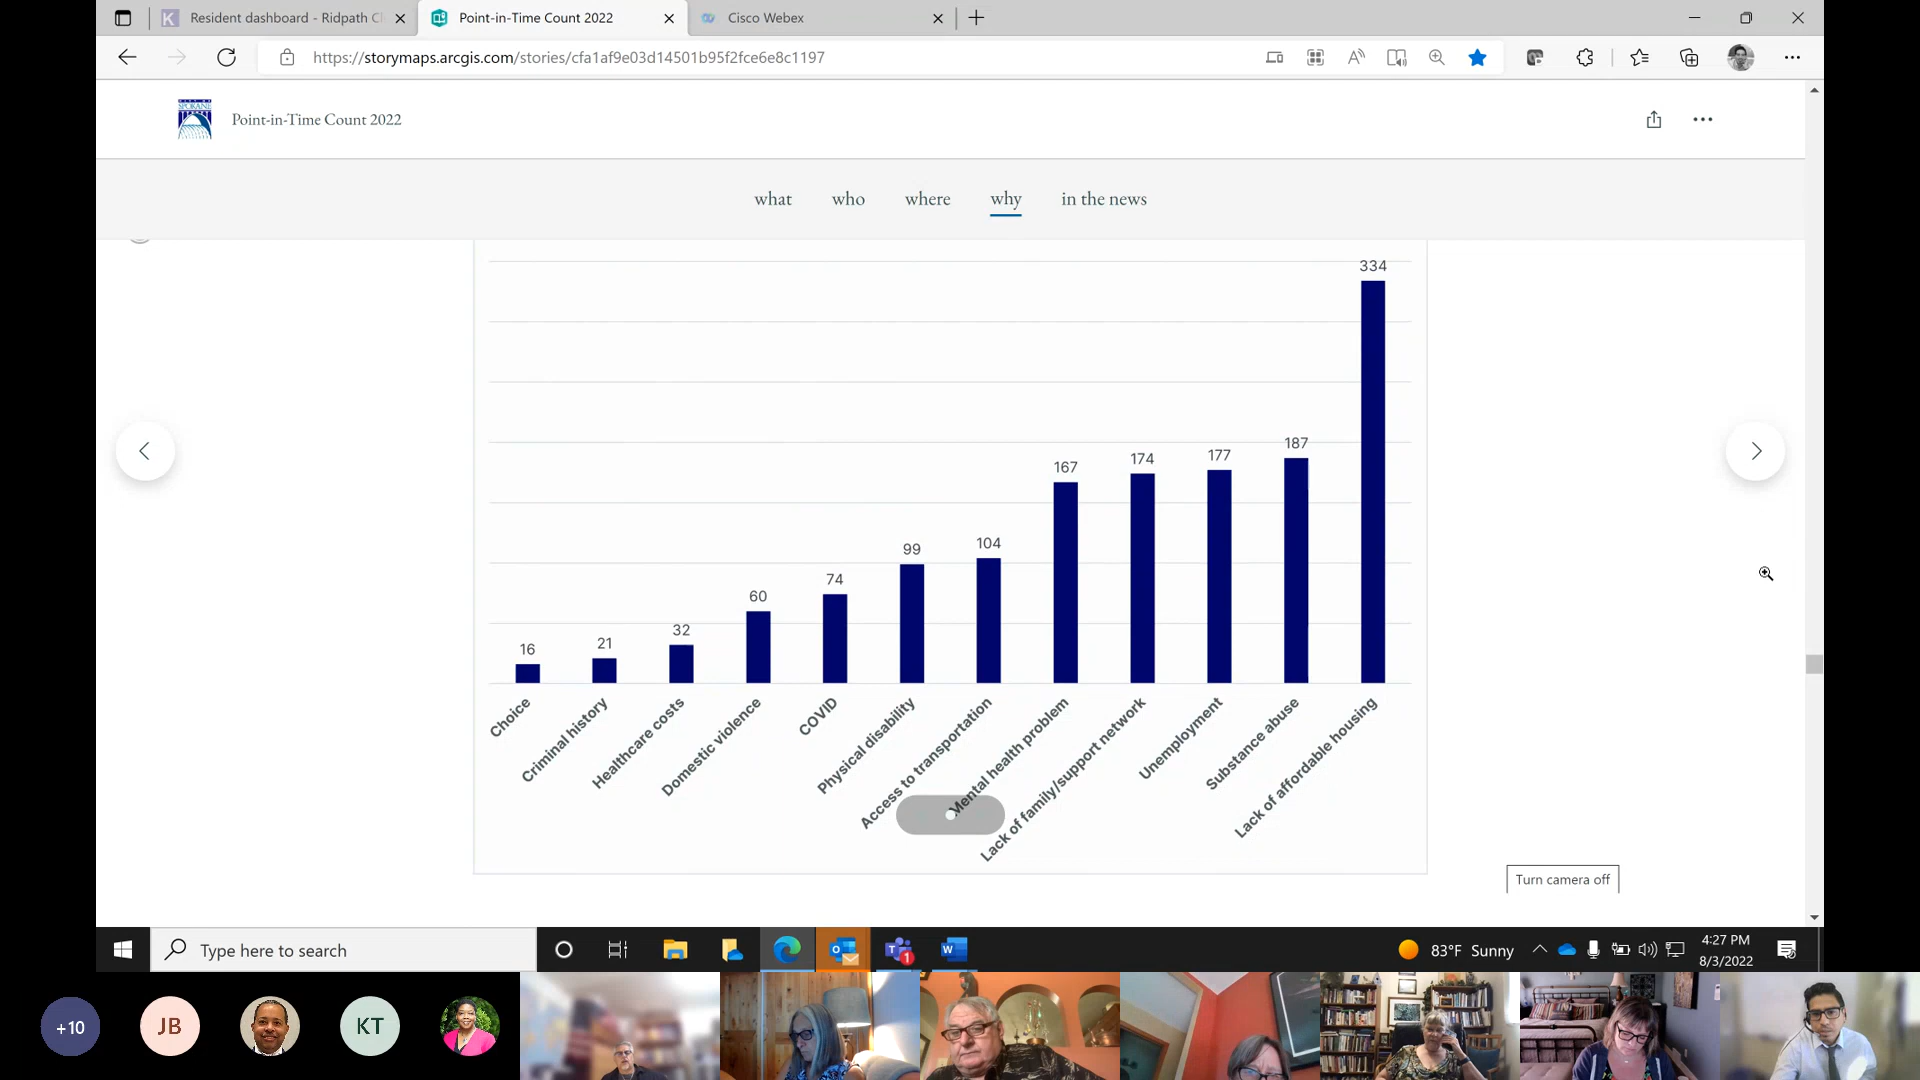 Resident dashboard - Ridpath Cl
Point-in-Time Count 2022
Cisco Webex
https://storymaps.arcgis.com/stories/cfa1af9e03d14501b95f2fce6e8c1197
SPOKANE
Point-in-Time Count 2022
what who where why in the news
334
187
177
174
167
104
99
74
60
32
21
16
Choice
Criminal history
Healthcare costs
Domestic violence
COVID
Physical disability
Access to transportation
Mental health problem
Lack of family/support network
Unemployment
Substance abuse
Lack of affordable housing
Turn camera off
Type here to search
1
83°F Sunny
4:27 PM
8/3/2022
+10
JB
KT